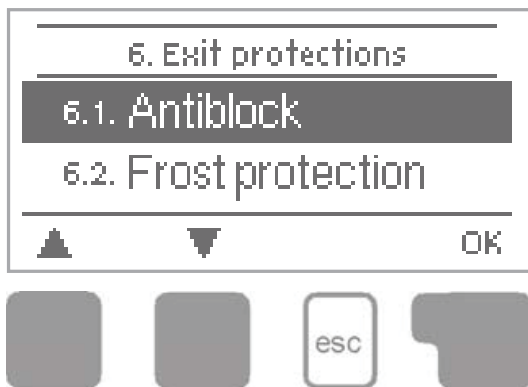 6. Exit protections
6.1. Antiblock
6.2. Frost protection
▲ ▼ OK
esc